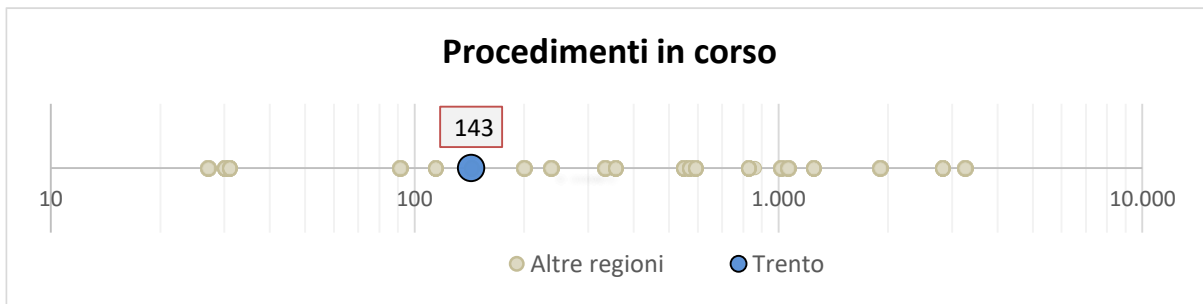 Procedimenti in corso
143
10 100 1.000 10.000
Altre regioni Trento